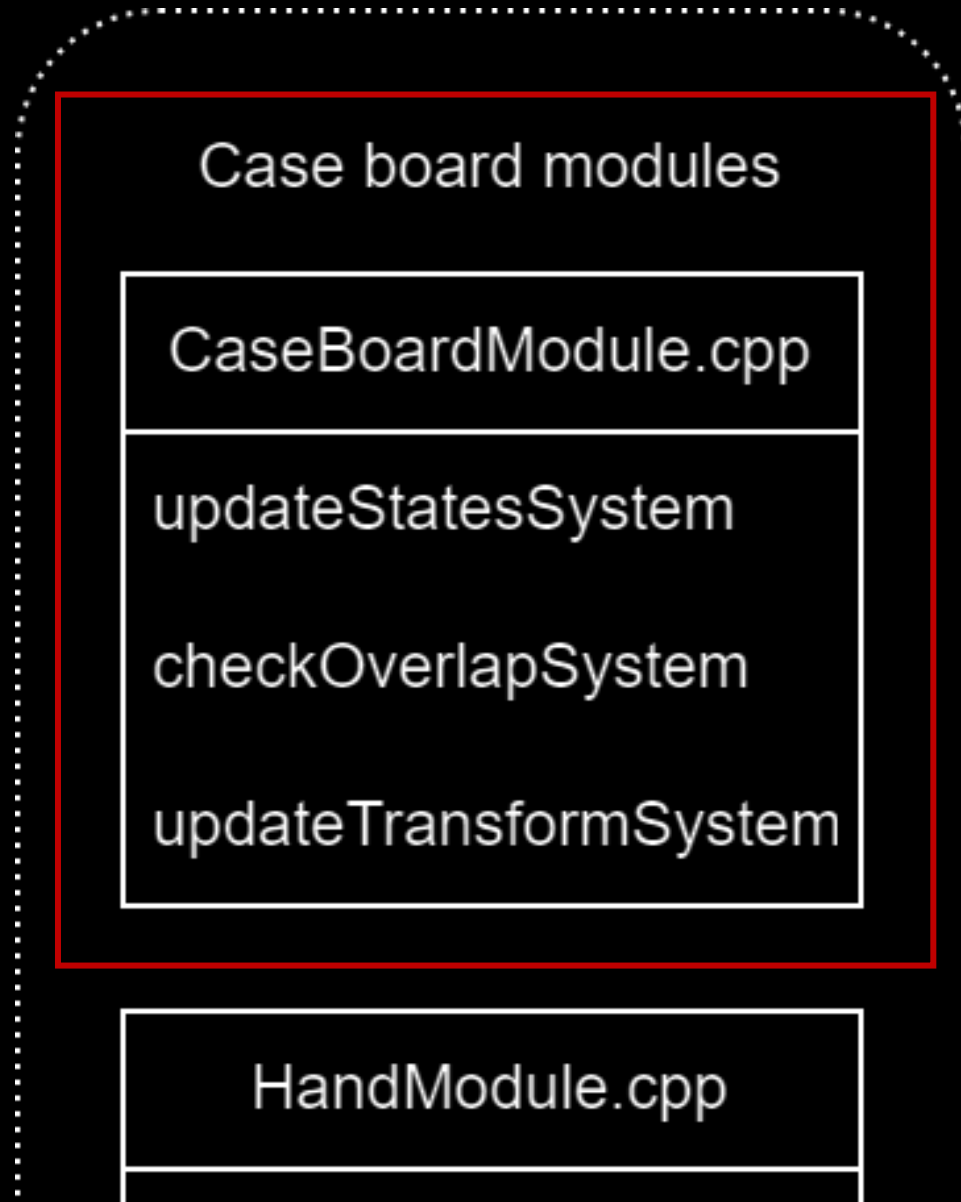 Case board modules
CaseBoardModule.cpp
updateStatesSystem
checkOverlapSystem
updateTransformSystem
HandModule.cpp